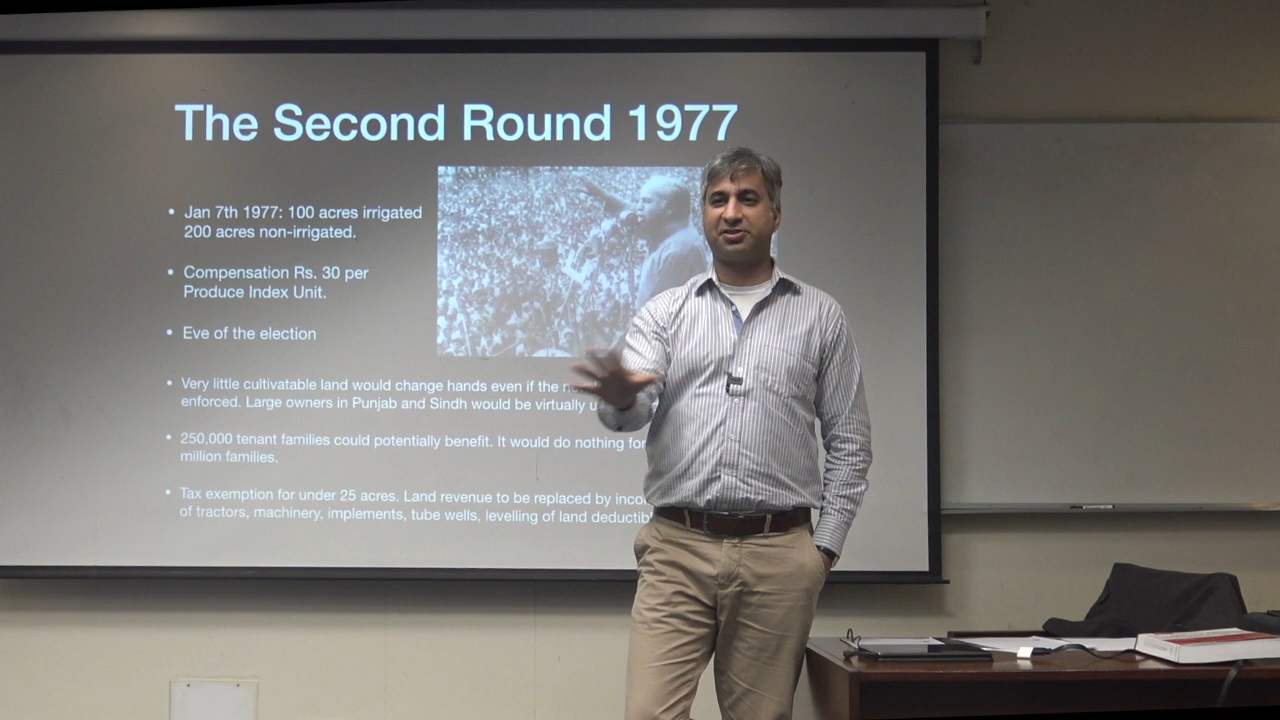 The Second Round 1977
• Jan 7th 1977: 100 acres irrigated
200 acres non-irrigated.
• Compensation Rs. 30 per
Produce Index Unit.
• Eve of the election
• Very little cultivatable land would change hands even if the
enforced. Large owners in Punjab and Sindh would be virtually
• 250,000 tenant families could potentially benefit. It would do nothing for
million families.
• Tax exemption for under 25 acres. Land revenue to be replaced by
of tractors, machinery, implements, tube wells, levelling of land